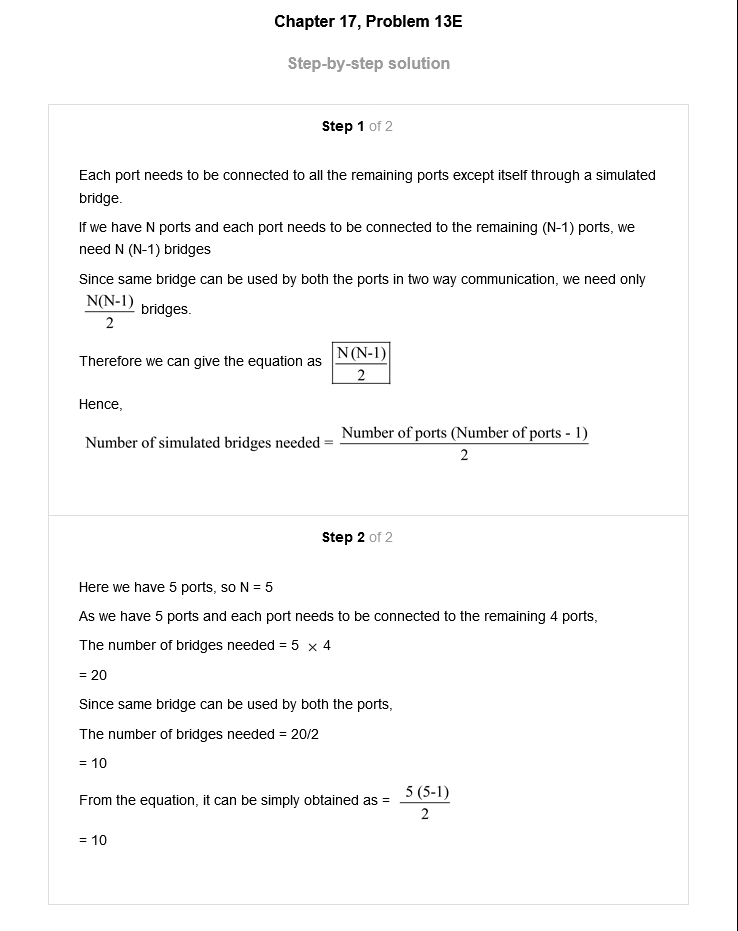 Chapter 17, Problem 13E
Step-by-step solution
Step 1 of 2
Each port needs to be connected to all the remaining ports except itself through a simulated
bridge.
If we have N ports and each port needs to be connected to the remaining (N-1) ports, we
need N (N-1) bridges
Since same bridge can be used by both the ports in two way communication, we need only
N(N-1)
2
bridges.
Therefore we can give the equation as
N(N-1)
2
Hence,
Number of simulated bridges needed =
Number of ports (Number of ports - 1)
2
Step 2 of 2
Here we have 5 ports, so N = 5
As we have 5 ports and each port needs to be connected to the remaining 4 ports,
The number of bridges needed = 5 × 4
= 20
Since same bridge can be used by both the ports,
The number of bridges needed = 20/2
= 10
From the equation, it can be simply obtained as =
5 (5-1)
2
= 10